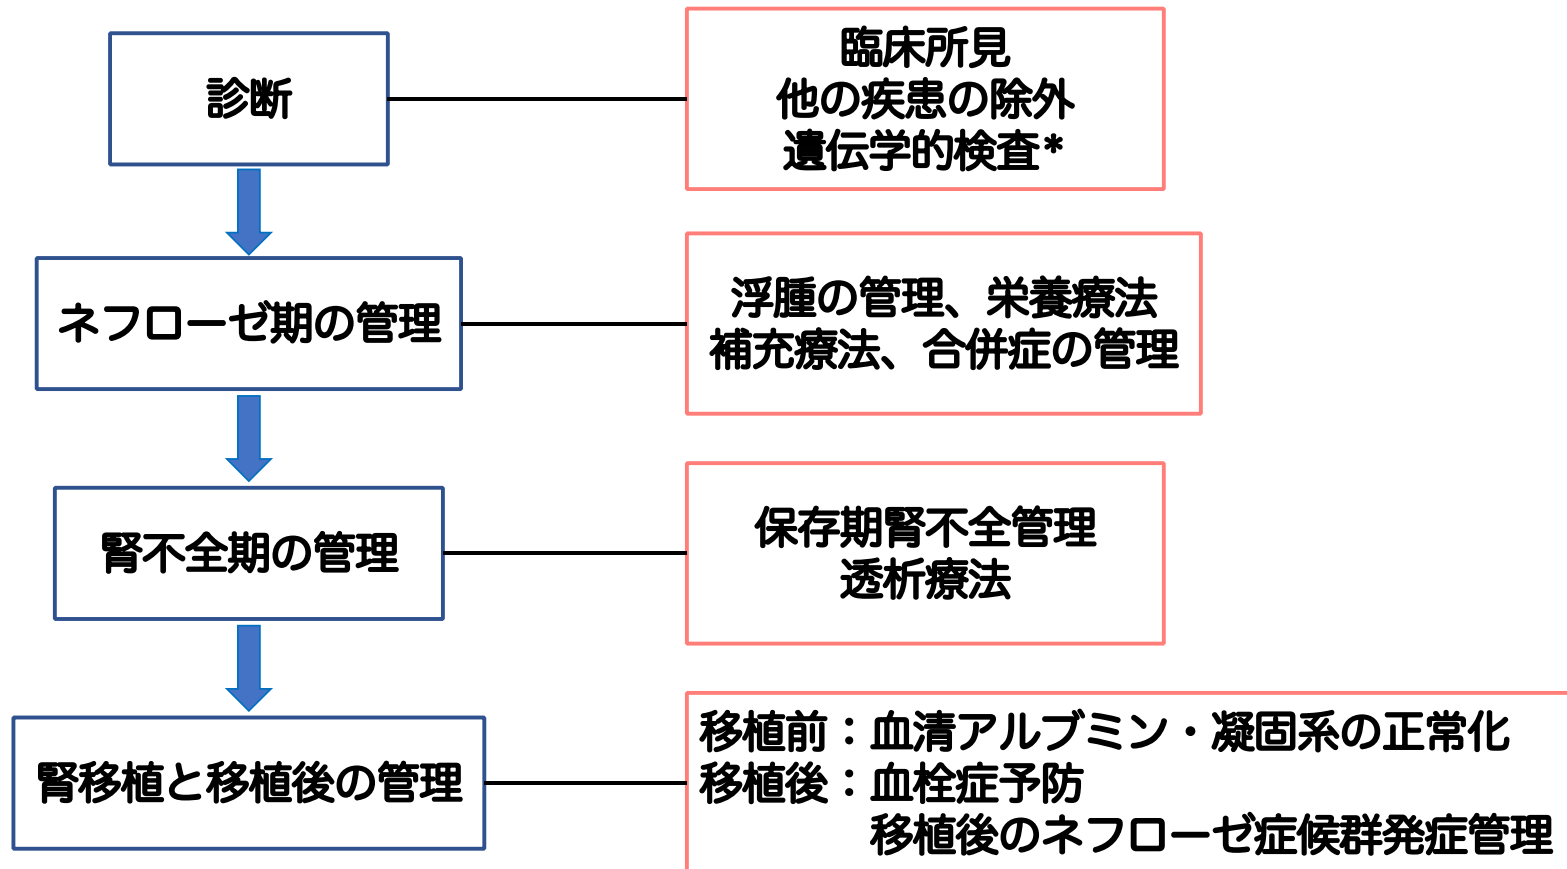 診断
臨床所見
他の疾患の除外
遺伝学的検査*
ネフローゼ期の管理
浮腫の管理、栄養療法
補充療法、合併症の管理
腎不全期の管理
保存期腎不全管理
透析療法
腎移植と移植後の管理
移植前：血清アルブミン・凝固系の正常化
移植後：血栓症予防
移植後のネフローゼ症候群発症管理